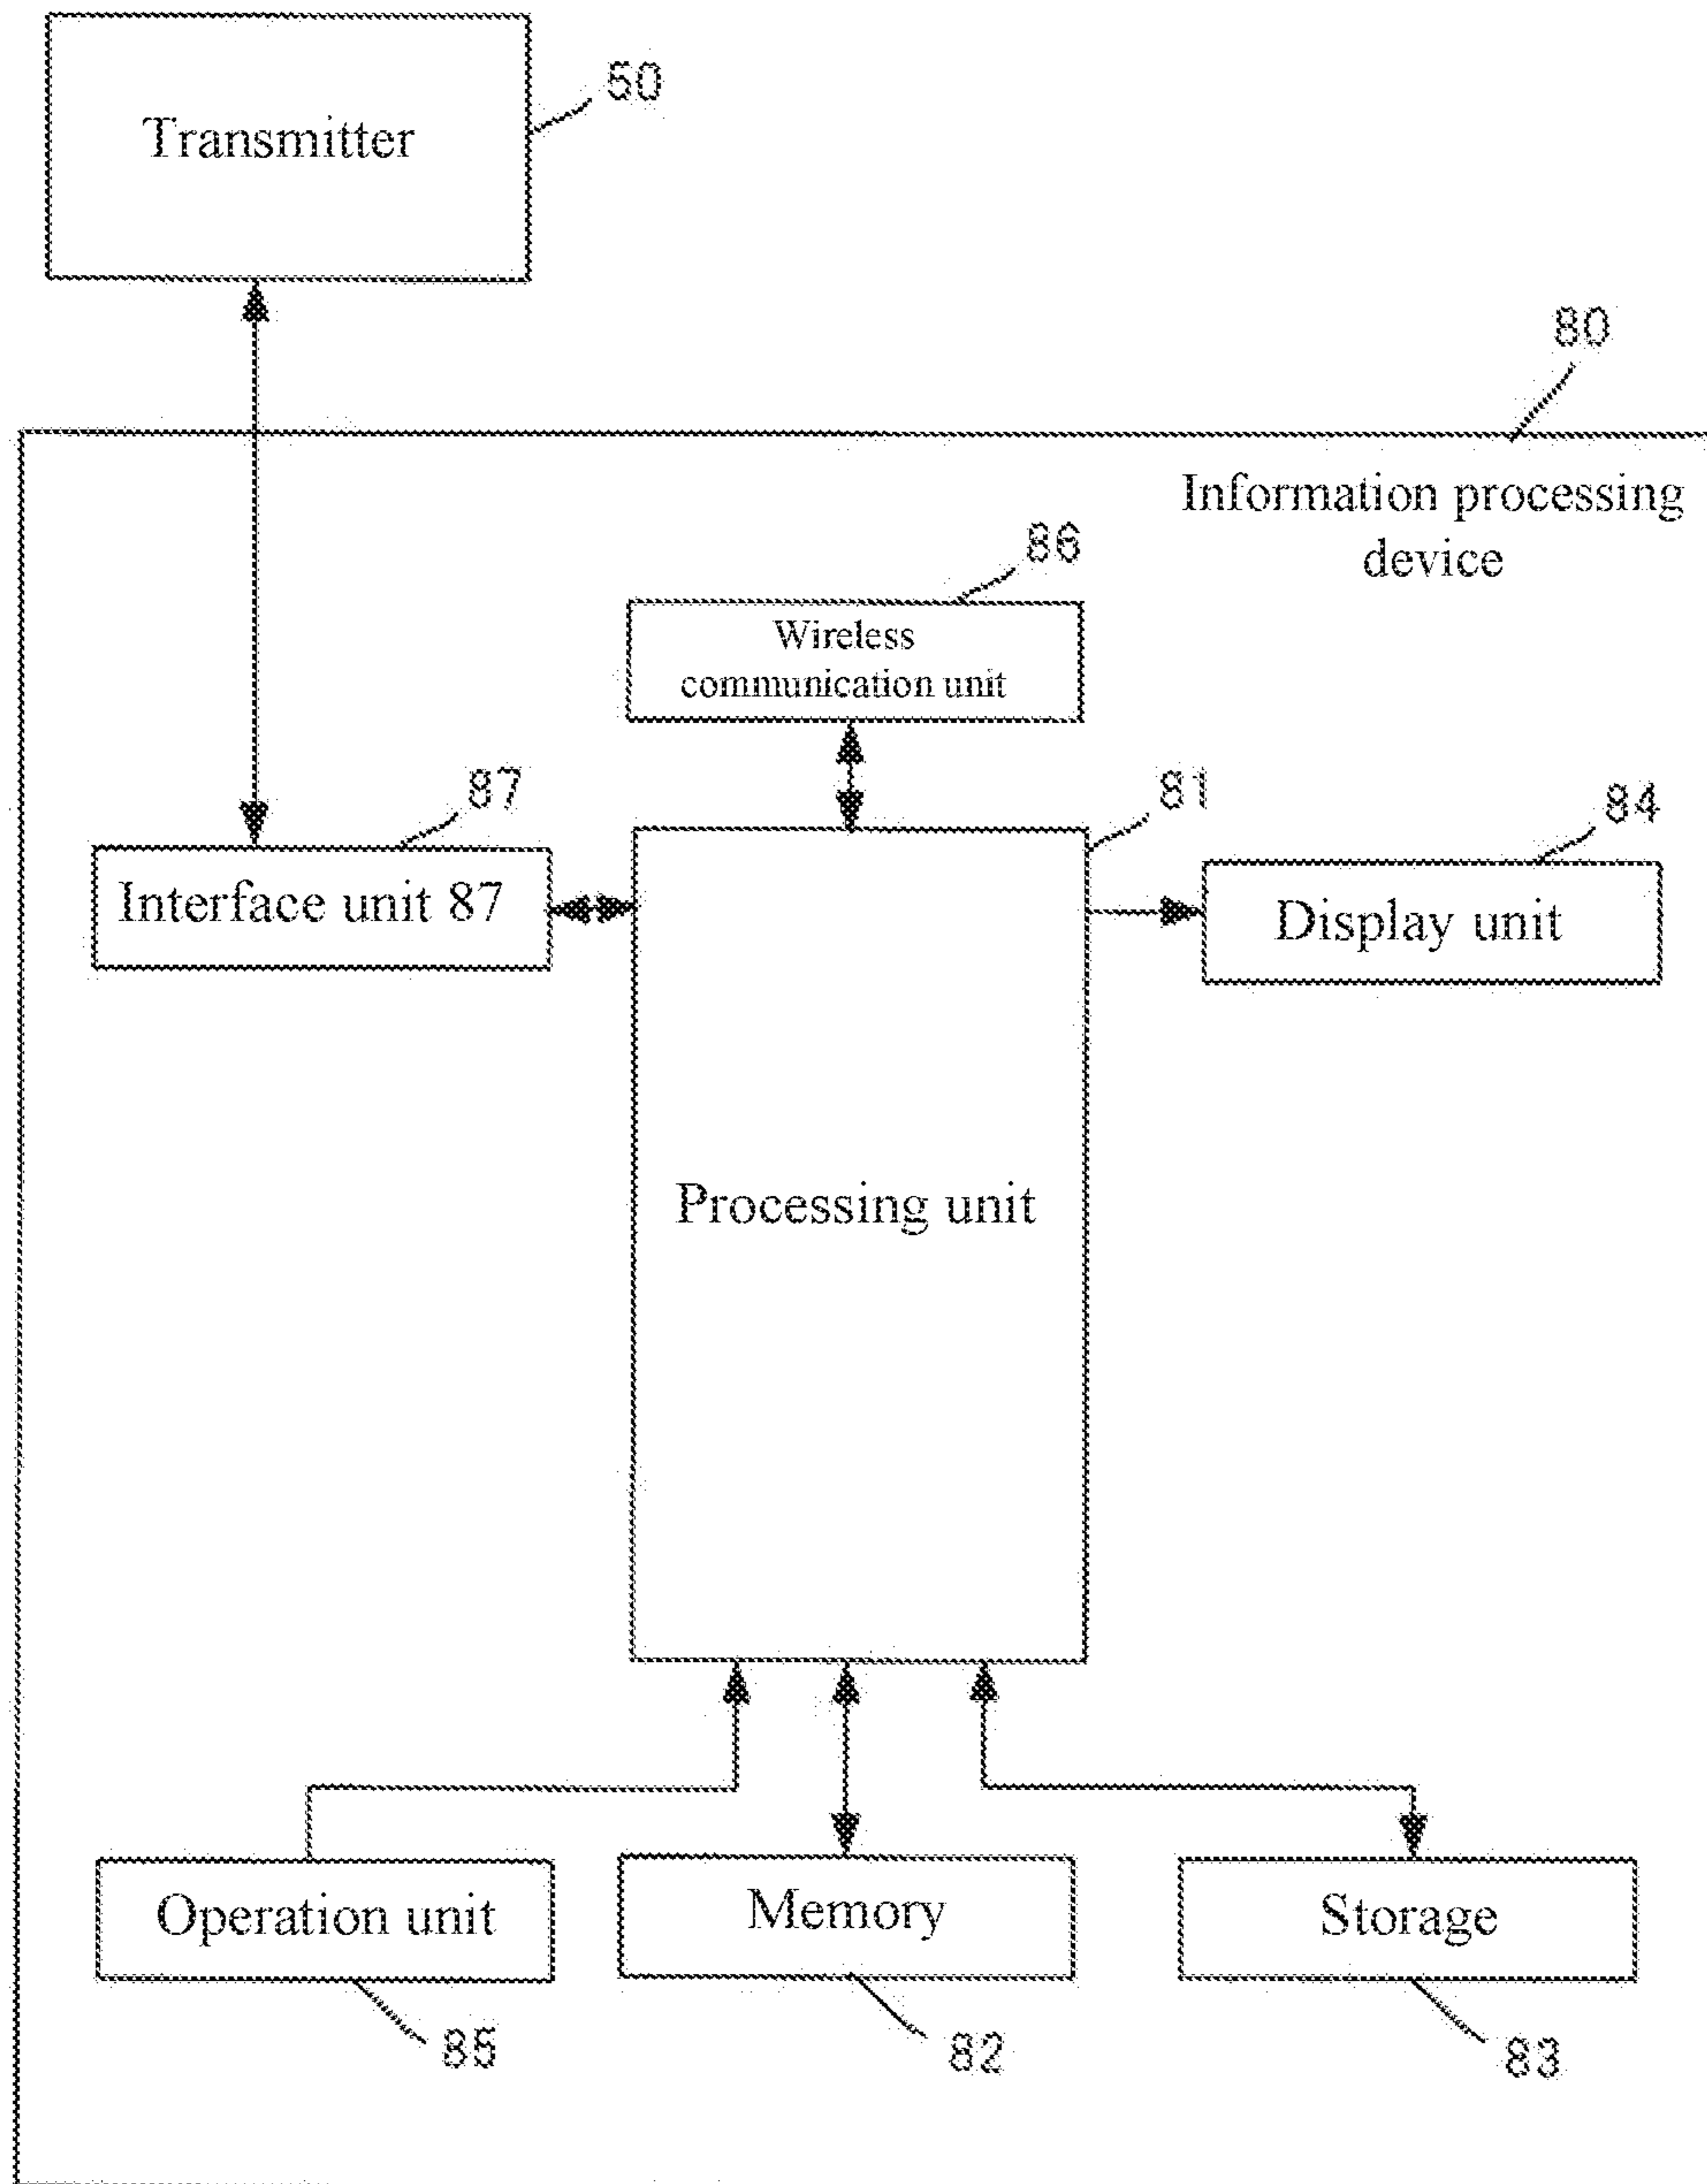 50
Transmitter
80
Information processing
device
86
Wireless
communication unit
87
81
84
Interface unit 87
Display unit
Processing unit
Operation unit
Memory
Storage
85
82
83